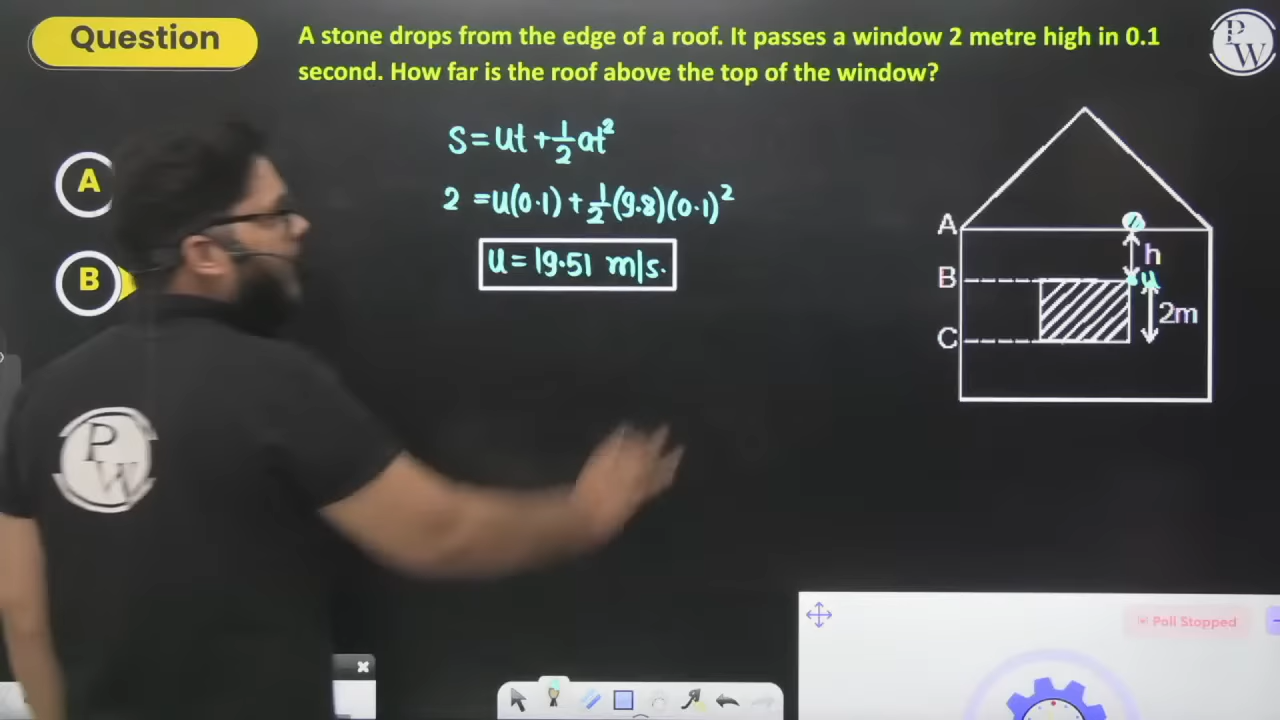 Question
A stone drops from the edge of a roof. It passes a window 2 metre high in 0.1
second. How far is the roof above the top of the window?
P
W
S = ut + 1/2 at²
2 = u(0.1) + 1/2 (9.8)(0.1)²
u = 19.51 m/s.
A
B
A
h
B
u
2m
C
P
W
Poll Stopped